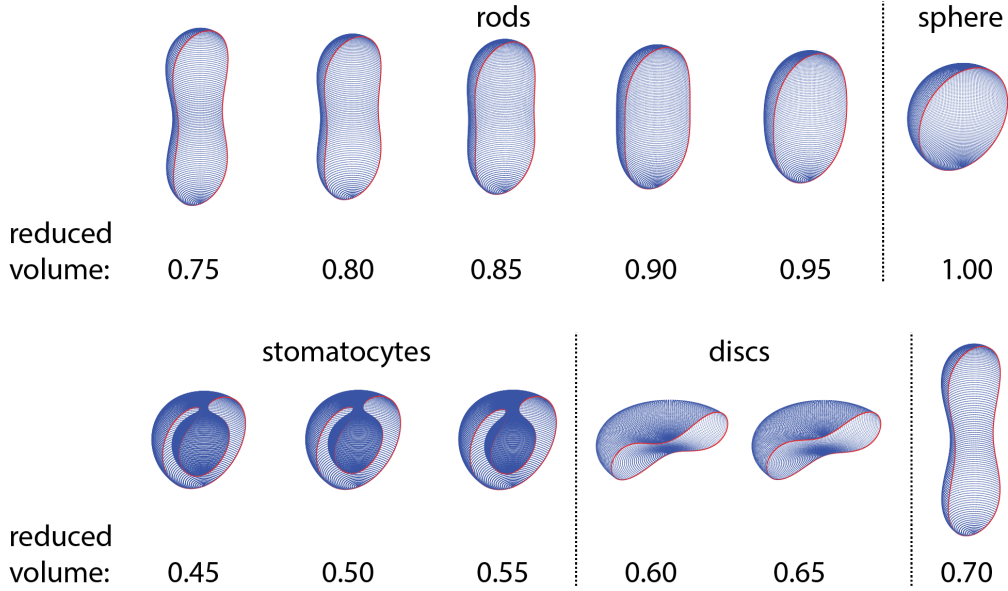 rods sphere
reduced
volume: 0.75 0.80 0.85 0.90 0.95 1.00
stomatocytes discs
reduced
volume: 0.45 0.50 0.55 0.60 0.65 0.70